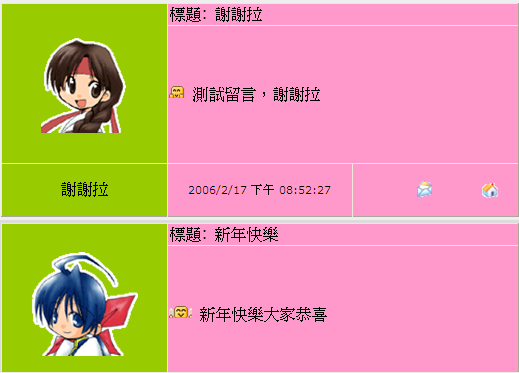 標題: 謝謝拉
測試留言，謝謝拉
謝謝拉
2006/2/17 下午 08:52:27
標題: 新年快樂
新年快樂大家恭喜